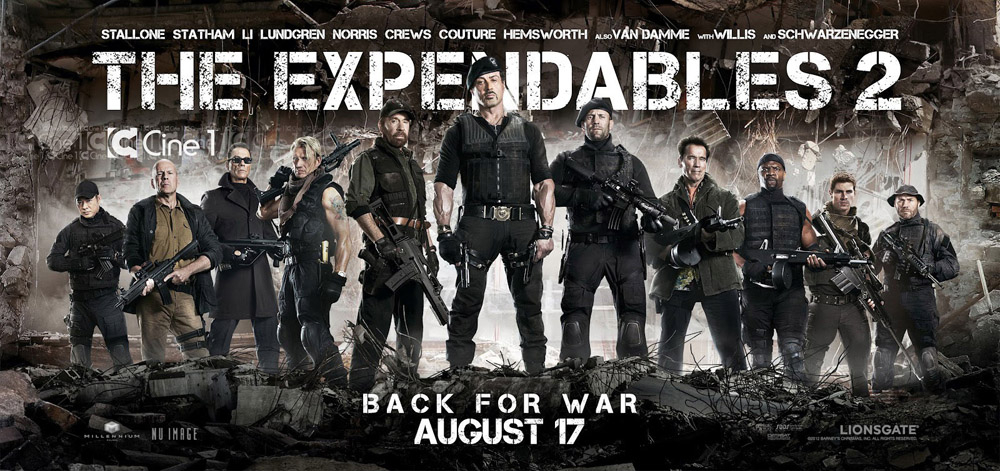 STALLONE STATHAM LI LUNDGREN NORRIS CREWS COUTURE HEMSWORTH ALSO VAN DAMME WITH WILLIS AND SCHWARZENEGGER
THE EXPENDABLES 2
Cine 1
BACK FOR WAR
AUGUST 17
MILLENNIUM
NU IMAGE
LIONSGATE